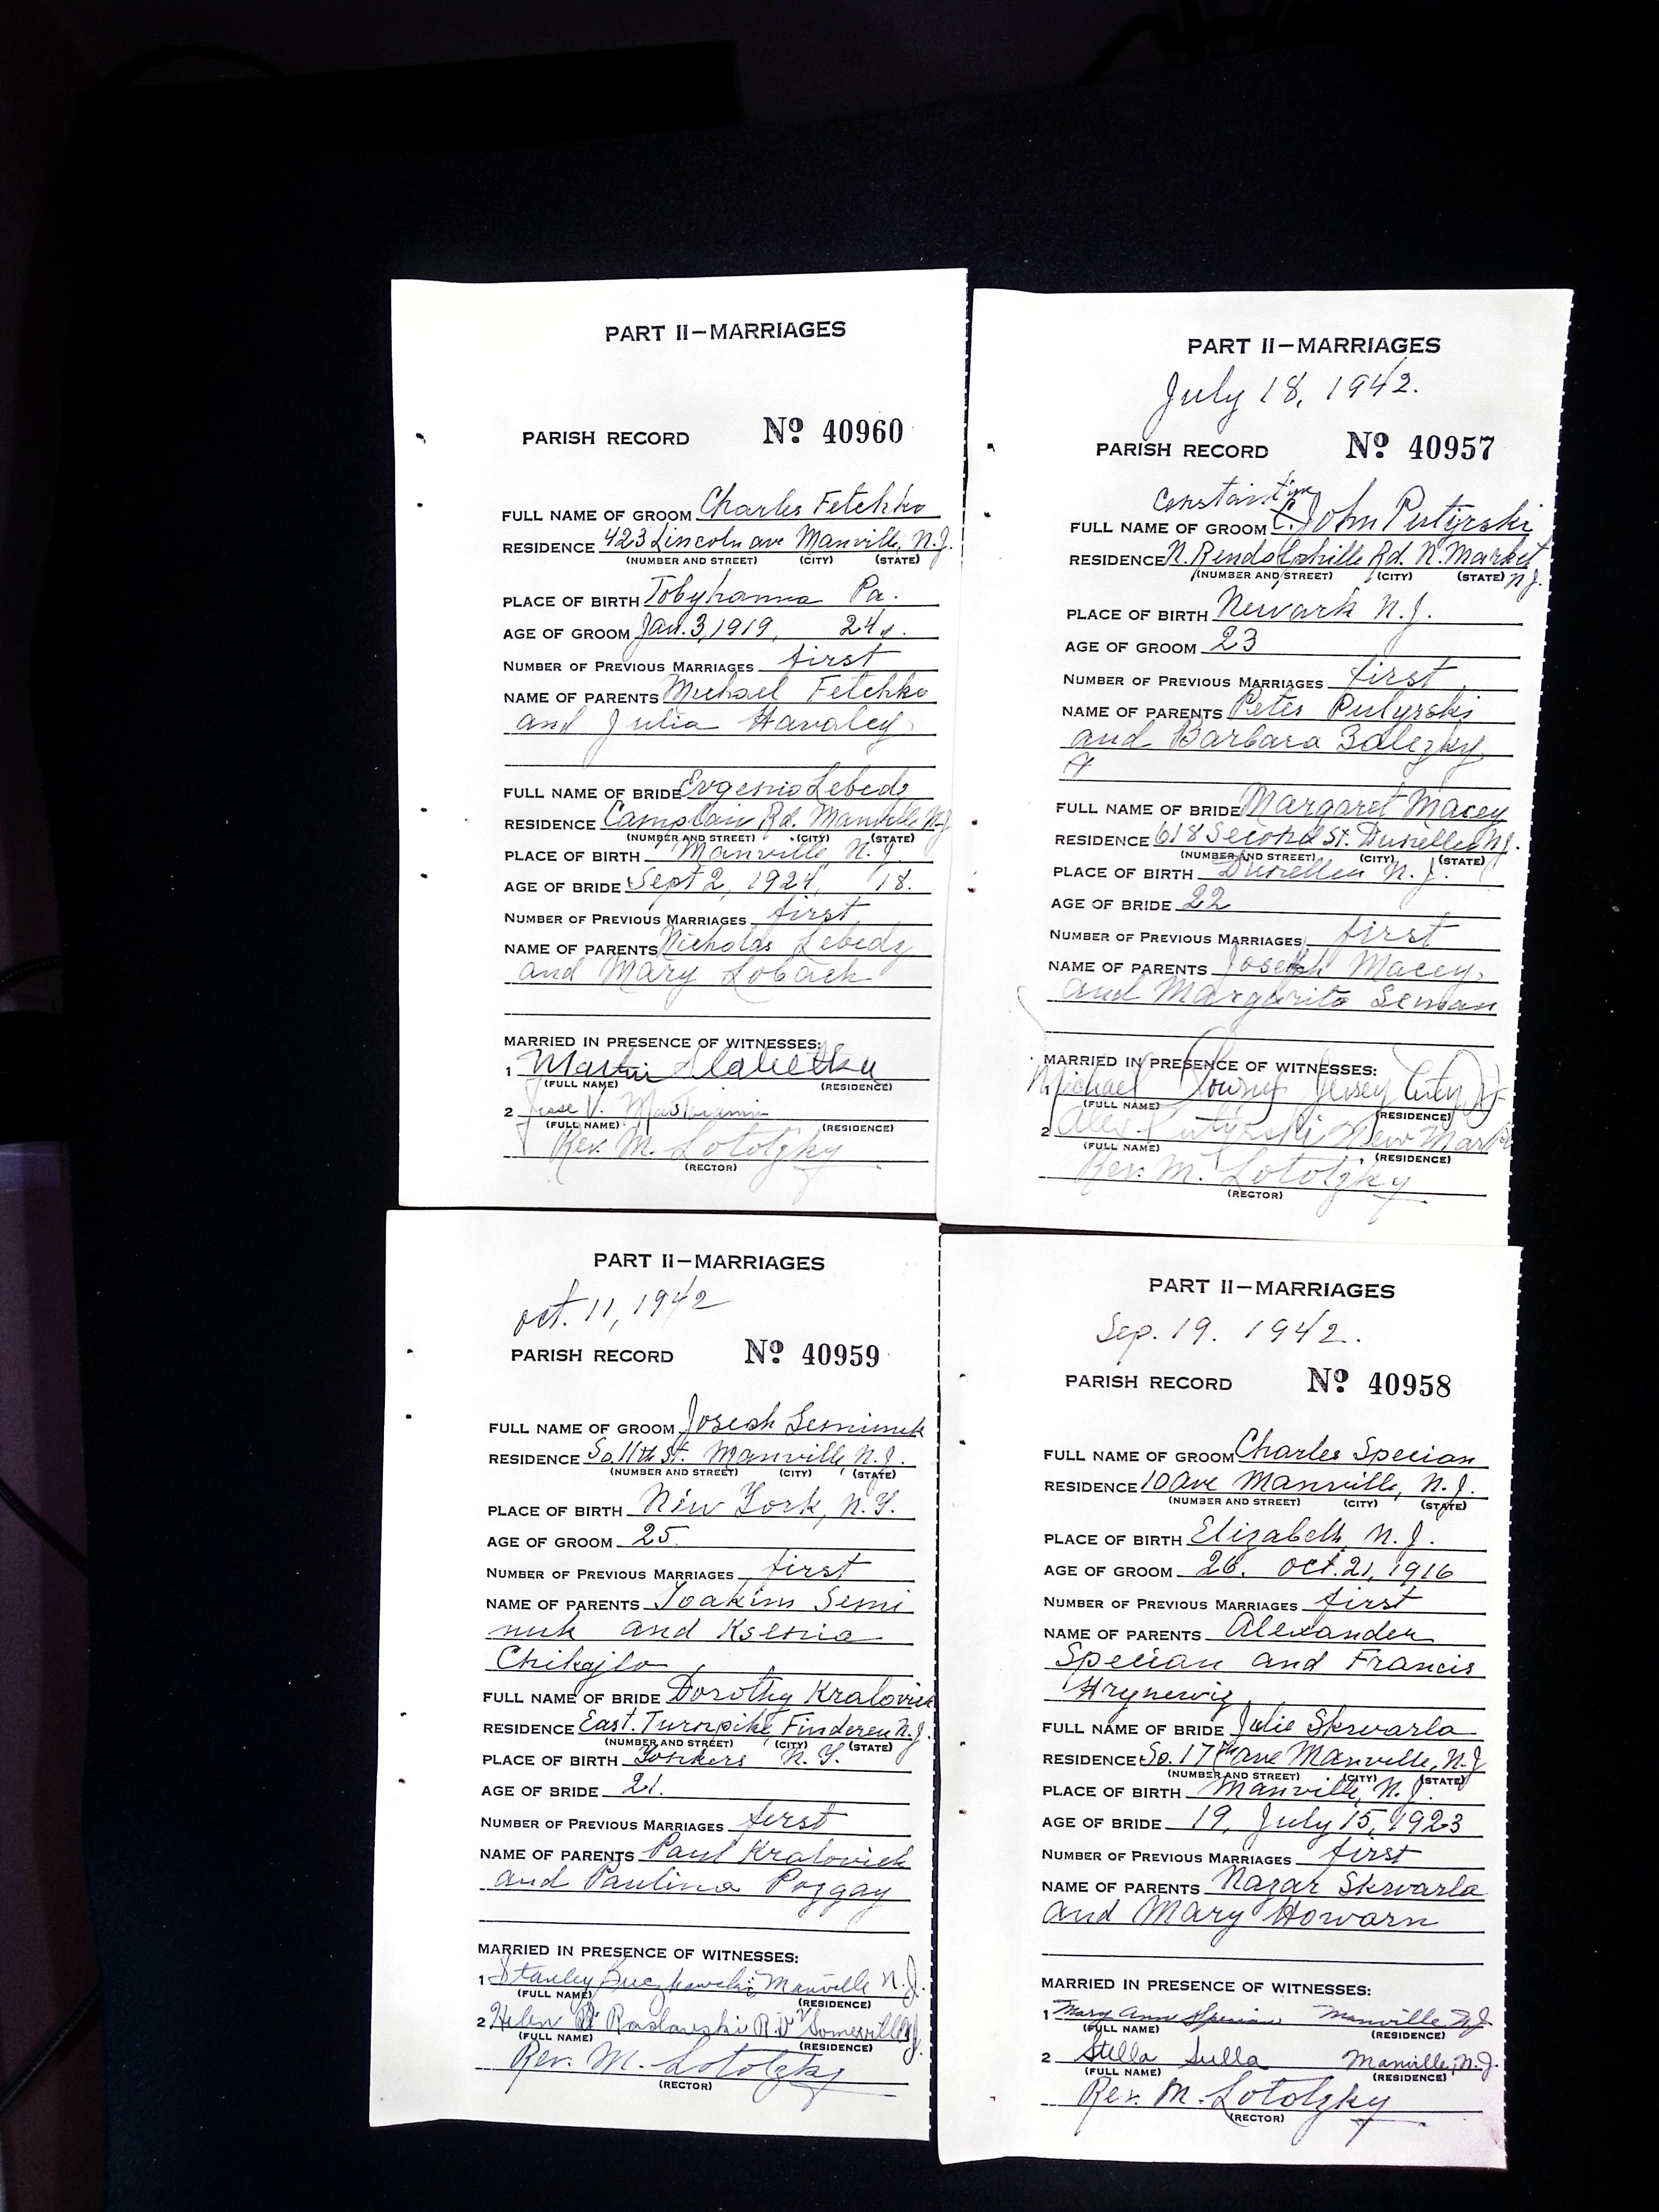 PART II—MARRIAGES
PARISH RECORD Nº 40960
FULL NAME OF GROOM Charles Fetchko
RESIDENCE 423 Lincoln ave Manville, N.J.
(NUMBER AND STREET) (CITY) (STATE)
PLACE OF BIRTH Tobyhanna Pa.
AGE OF GROOM Jan. 3, 1919, 24
NUMBER OF PREVIOUS MARRIAGES first
NAME OF PARENTS Michael Fetchko
and Julia
FULL NAME OF BRIDE Evgenia Lebedz
RESIDENCE Camplain Rd. Manville N.J.
(NUMBER AND STREET) (CITY) (STATE)
PLACE OF BIRTH Manville, N.J.
AGE OF BRIDE Sept 2, 1924, 18.
NUMBER OF PREVIOUS MARRIAGES first
NAME OF PARENTS Nicholas Lebedz
and Mary Loback
MARRIED IN PRESENCE OF WITNESSES:
1 Martin
(FULL NAME) (RESIDENCE)
2 Jesse V.
(FULL NAME) (RESIDENCE)
Rev. M. Lototzky
(RECTOR)
PART II—MARRIAGES
July 18, 1942.
PARISH RECORD Nº 40957
Constantine
FULL NAME OF GROOM C. John Putyrski
RESIDENCE N. Rendolphille Rd. N. Market
(NUMBER AND STREET) (CITY) (STATE) N.J.
PLACE OF BIRTH Newark N.J.
AGE OF GROOM 23
NUMBER OF PREVIOUS MARRIAGES first
NAME OF PARENTS Peter Putyrski
and Barbara Zalezky
FULL NAME OF BRIDE Margaret Macey
RESIDENCE 618 Second St. Dunellen N.J.
(NUMBER AND STREET) (CITY) (STATE)
PLACE OF BIRTH Dunellen N.J.
AGE OF BRIDE 22
NUMBER OF PREVIOUS MARRIAGES first
NAME OF PARENTS Joseph Macey,
and Margarita Seman
MARRIED IN PRESENCE OF WITNESSES:
1 Michael Jersey City NJ
(FULL NAME) (RESIDENCE)
2 Alex Putyrski New Market
(FULL NAME) (RESIDENCE)
Rev. M. Lototzky
(RECTOR)
PART II—MARRIAGES
oct. 11, 1942
PARISH RECORD Nº 40959
FULL NAME OF GROOM Joseph Seminuk
RESIDENCE So. 11th St. Manville, N.J.
(NUMBER AND STREET) (CITY) (STATE)
PLACE OF BIRTH New York, N.Y.
AGE OF GROOM 25
NUMBER OF PREVIOUS MARRIAGES first
NAME OF PARENTS Joakim Semi
nuk and Ksenia
Chikajlo
FULL NAME OF BRIDE Dorothy Kralovich
RESIDENCE East. Turnpike, Finderen N.J.
(NUMBER AND STREET) (CITY) (STATE)
PLACE OF BIRTH Yonkers N.Y.
AGE OF BRIDE 21.
NUMBER OF PREVIOUS MARRIAGES first
NAME OF PARENTS Paul Kralovich
and Paulina Poggay
MARRIED IN PRESENCE OF WITNESSES:
1 Stanley Manville N.J.
(FULL NAME) (RESIDENCE)
2 Helen Somerville N.J.
(FULL NAME) (RESIDENCE)
Rev. M. Lototzky
(RECTOR)
PART II—MARRIAGES
Sep. 19. 1942.
PARISH RECORD Nº 40958
FULL NAME OF GROOM Charles Specian
RESIDENCE 10 ave Manville, N.J.
(NUMBER AND STREET) (CITY) (STATE)
PLACE OF BIRTH Elizabeth, N.J.
AGE OF GROOM 26. oct. 21, 1916
NUMBER OF PREVIOUS MARRIAGES first
NAME OF PARENTS Alexander
Specian and Francis
Hrynewig
FULL NAME OF BRIDE Julie Skwarla
RESIDENCE So. 17th ave Manville, N.J.
(NUMBER AND STREET) (CITY) (STATE)
PLACE OF BIRTH Manville, N.J.
AGE OF BRIDE 19, July 15, 1923
NUMBER OF PREVIOUS MARRIAGES first
NAME OF PARENTS Nazar Skwarla
and Mary Howarn
MARRIED IN PRESENCE OF WITNESSES:
1 Mary Ann Specian Manville N.J.
(FULL NAME) (RESIDENCE)
2 Stella Sulla Manville, N.J.
(FULL NAME) (RESIDENCE)
Rev. M. Lototzky
(RECTOR)